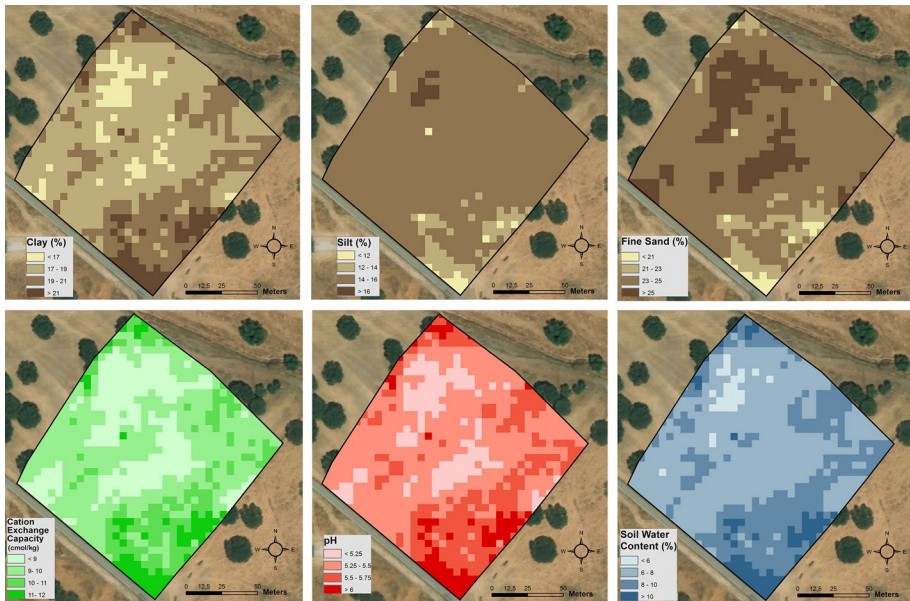 Clay (%)
< 17
17 - 19
19 - 21
> 21
N
W
E
S
0
12,5
25
50
Meters
Silt (%)
< 12
12 - 14
14 - 16
> 16
N
W
E
S
0
12,5
25
50
Meters
Fine Sand (%)
< 21
21 - 23
23 - 25
> 25
N
W
E
S
0
12,5
25
50
Meters
Cation
Exchange
Capacity
(cmol/kg)
< 9
9- 10
10 - 11
11- 12
N
W
E
S
0
12,5
25
50
Meters
pH
< 5.25
5.25 - 5.5
5.5 - 5.75
> 6
N
W
E
S
0
12,5
25
50
Meters
Soil Water
Content (%)
< 6
6 - 8
8 - 10
> 10
N
W
E
S
0
12,5
25
50
Meters